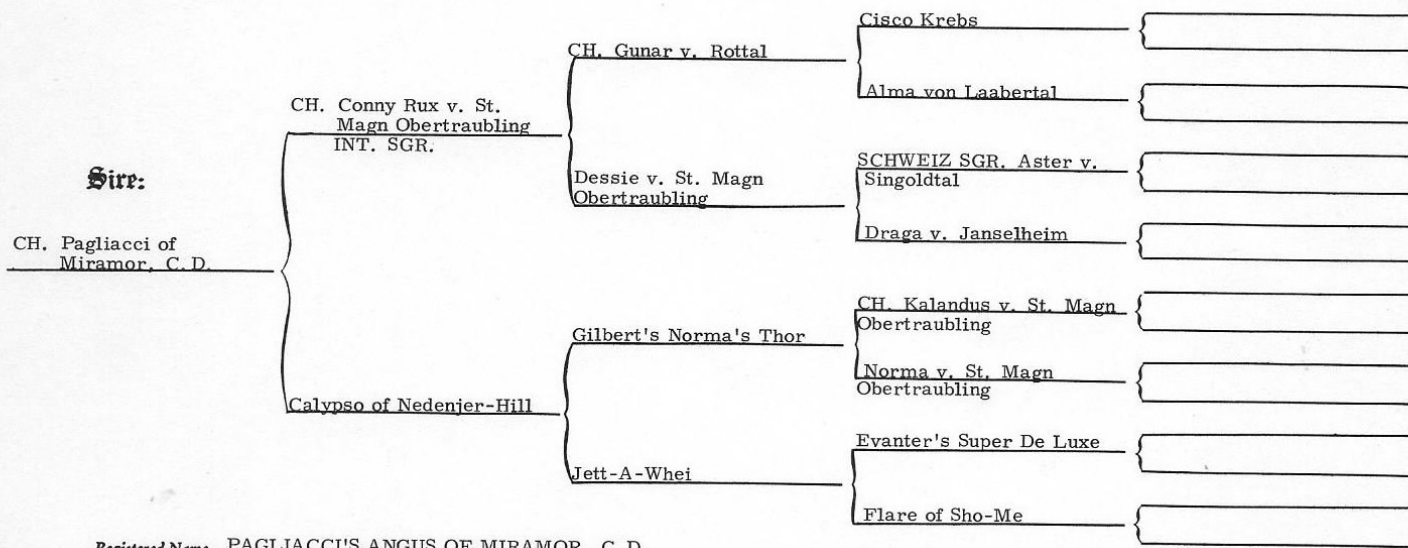 Sire:
CH. Pagliacci of
Miramor, C.D.
CH. Conny Rux v. St.
Magn Obertraubling
INT. SGR.
Calypso of Nedenjer-Hill
CH. Gunar v. Rottal
Dessie v. St. Magn
Obertraubling
Gilbert's Norma's Thor
Jett-A-Whei
Cisco Krebs
Alma von Laabertal
SCHWEIZ SGR. Aster v.
Singoldtal
Draga v. Janselheim
CH. Kalandus v. St. Magn
Obertraubling
Norma v. St. Magn
Obertraubling
Evanter's Super De Luxe
Flare of Sho-Me
Registered Name PAGLIACCI'S ANGUS OF MIRAMOR, C.D.